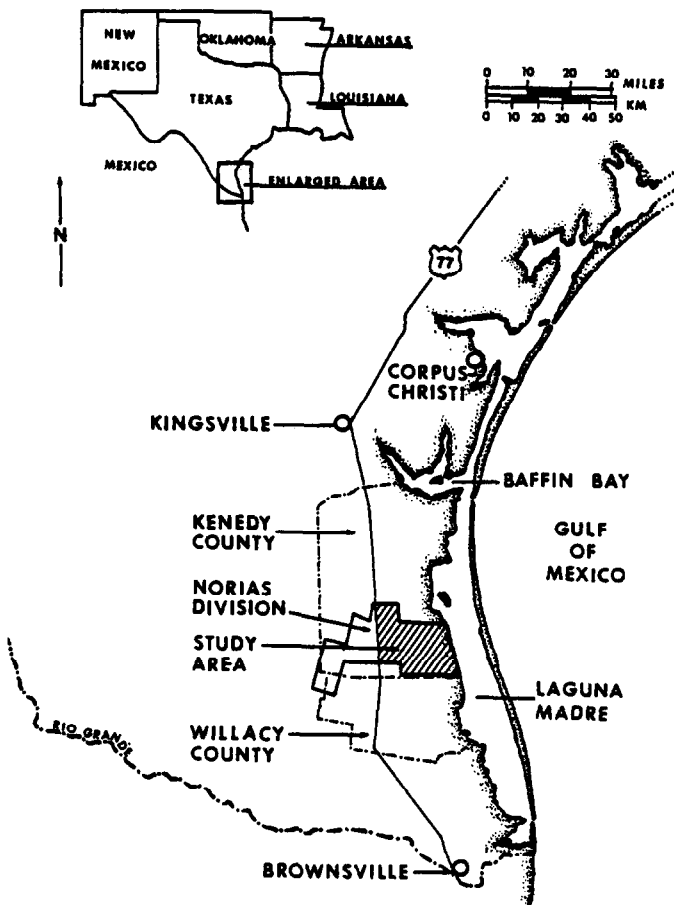 NEW
MEXICO
OKLAHOMA
ARKANSAS
TEXAS
LOUISIANA
MEXICO
ENLARGED AREA
0 10 20 30 MILES
0 10 20 30 40 50 KM
N
77
CORPUS
CHRISTI
KINGSVILLE
BAFFIN BAY
KENEDY
COUNTY
GULF
OF
MEXICO
NORIAS
DIVISION
STUDY
AREA
LAGUNA
MADRE
WILLACY
COUNTY
RIO GRANDE
BROWNSVILLE